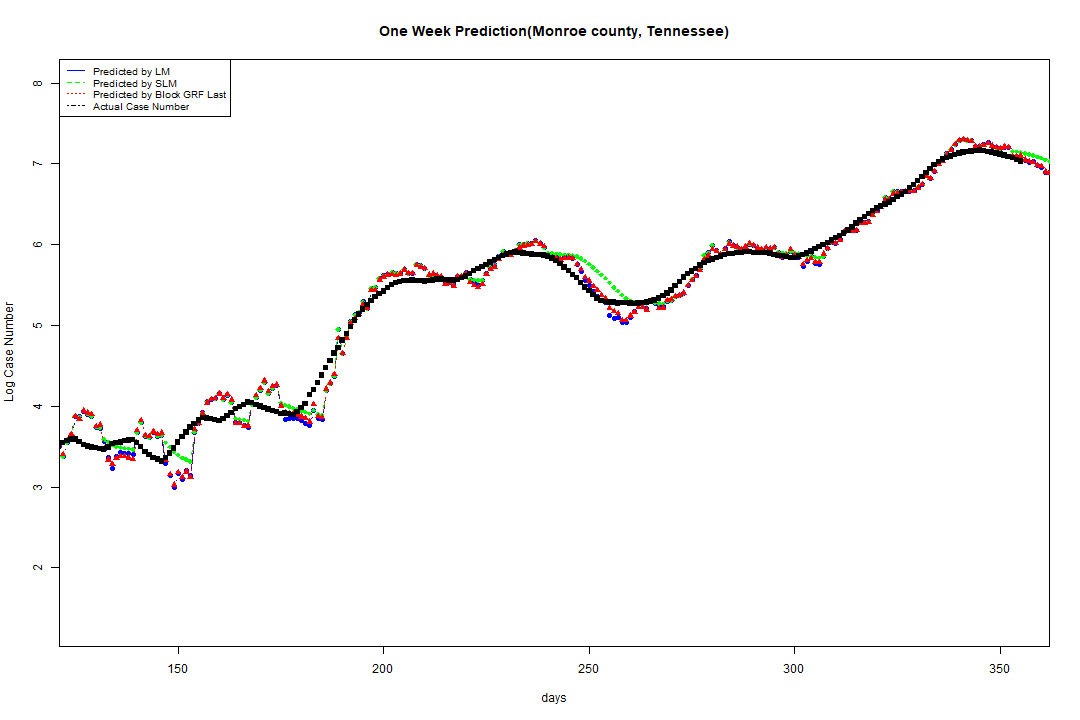 One Week Prediction(Monroe county, Tennessee)
Predicted by LM
Predicted by SLM
Predicted by Block GRF Last
Actual Case Number
8
7
6
5
4
3
2
Log Case Number
150 200 250 300 350
days